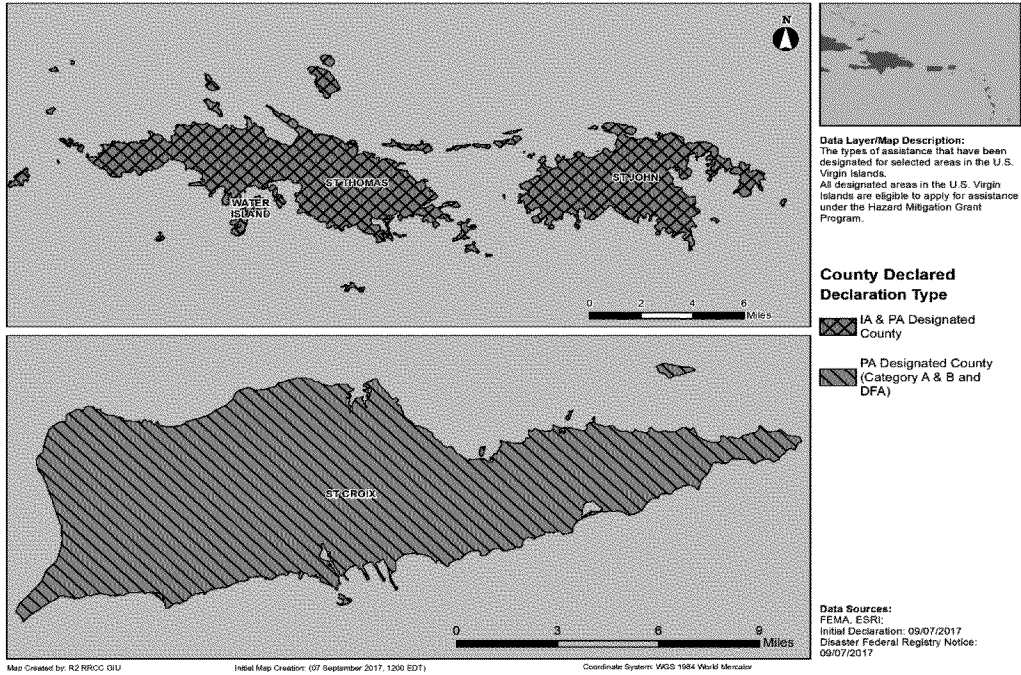 N
ST THOMAS
ST JOHN
WATER
ISLAND
0 2 4 6
Miles
ST CROIX
0 3 6 9
Miles
Data Layer/Map Description:
The types of assistance that have been
designated for selected areas in the U.S.
Virgin Islands.
All designated areas in the U.S. Virgin
Islands are eligible to apply for assistance
under the Hazard Mitigation Grant
Program.
County Declared
Declaration Type
IA & PA Designated
County
PA Designated County
(Category A & B and
DFA)
Data Sources:
FEMA, ESRI;
Initial Declaration: 09/07/2017
Disaster Federal Registry Notice:
09/07/2017
Map Created by: R2 RRCC GIU
Initial Map Creation: (07 September 2017, 1200 EDT)
Coordinate System: WGS 1984 World Mercator